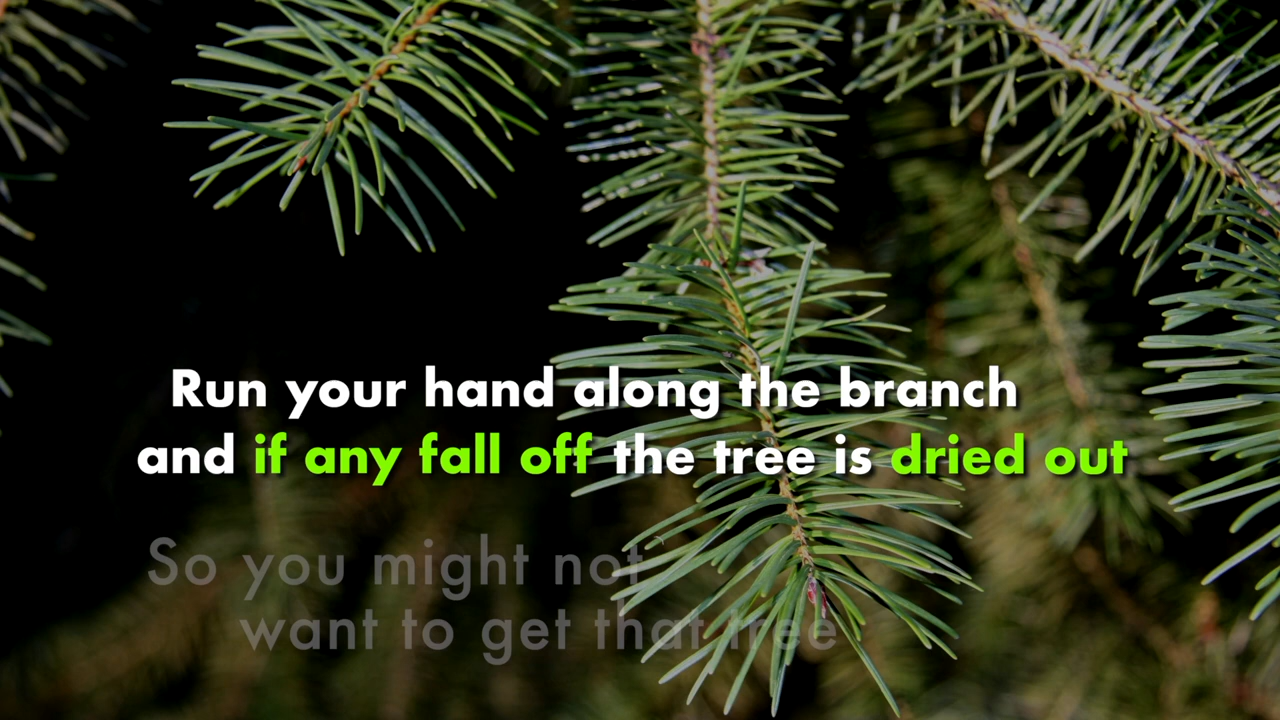 Run your hand along the branch
and if any fall off the tree is dried out
So you might not
want to get that tree